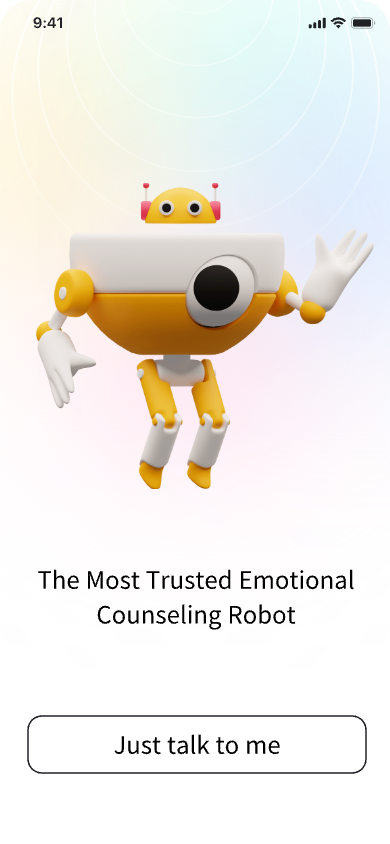 9:41
The Most Trusted Emotional
Counseling Robot
Just talk to me